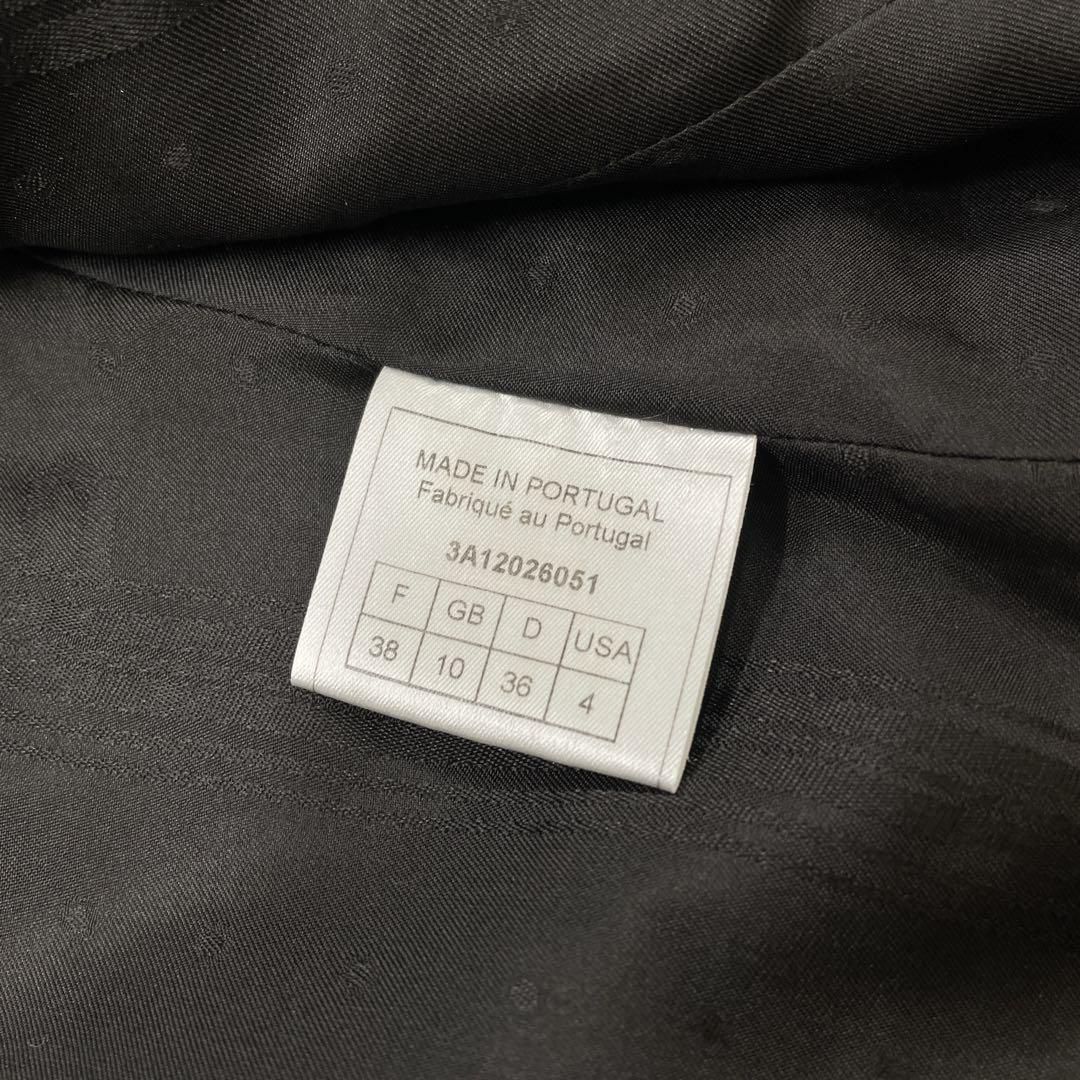 MADE IN PORTUGAL
Fabriqué au Portugal
3A12026051
F GB D USA
38 10 36 4